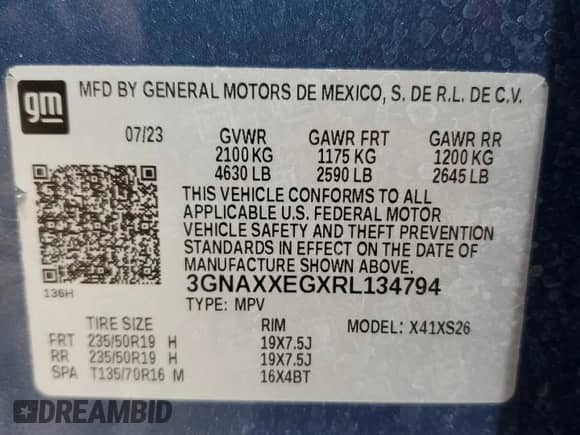 gm
MFD BY GENERAL MOTORS DE MEXICO, S. DE R.L. DE C.V.
07/23 GVWR GAWR FRT GAWR RR
2100 KG 1175 KG 1200 KG
4630 LB 2590 LB 2645 LB
THIS VEHICLE CONFORMS TO ALL
APPLICABLE U.S. FEDERAL MOTOR
VEHICLE SAFETY AND THEFT PREVENTION
STANDARDS IN EFFECT ON THE DATE OF
MANUFACTURE SHOWN ABOVE.
136H
3GNAXXEGXRL134794
TYPE: MPV
TIRE SIZE RIM MODEL: X41XS26
FRT 235/50R19 H 19X7.5J
RR 235/50R19 H 19X7.5J
SPA T135/70R16 M 16X4BT
DREAMBID